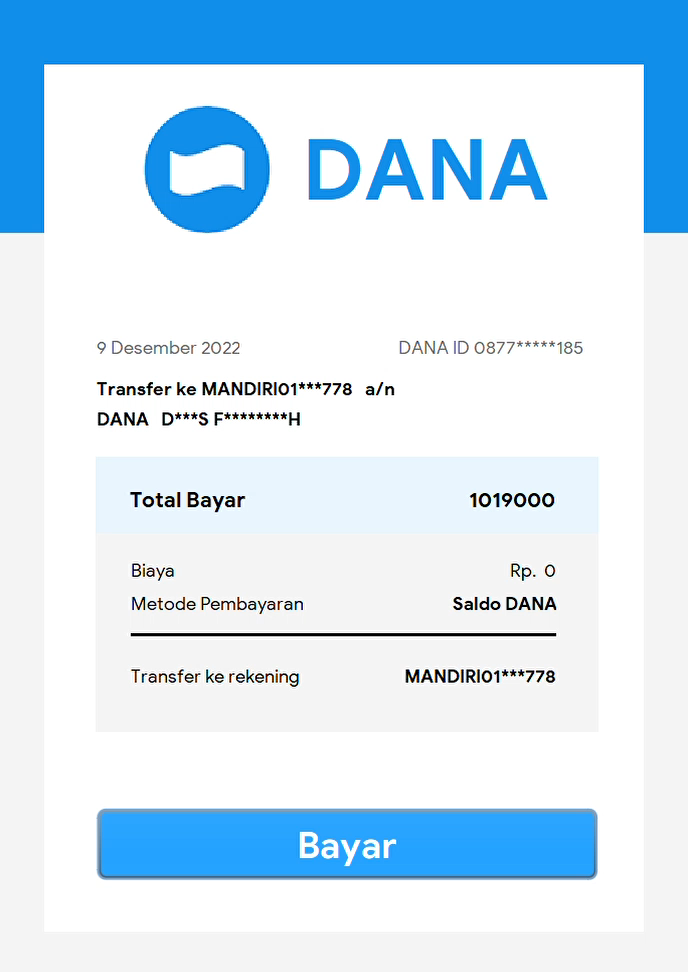 DANA
9 Desember 2022 DANA ID 0877*****185
Transfer ke MANDIRI01***778 a/n
DANA D***S F********H
Total Bayar 1019000
Biaya Rp. 0
Metode Pembayaran Saldo DANA
Transfer ke rekening MANDIRI01***778
Bayar